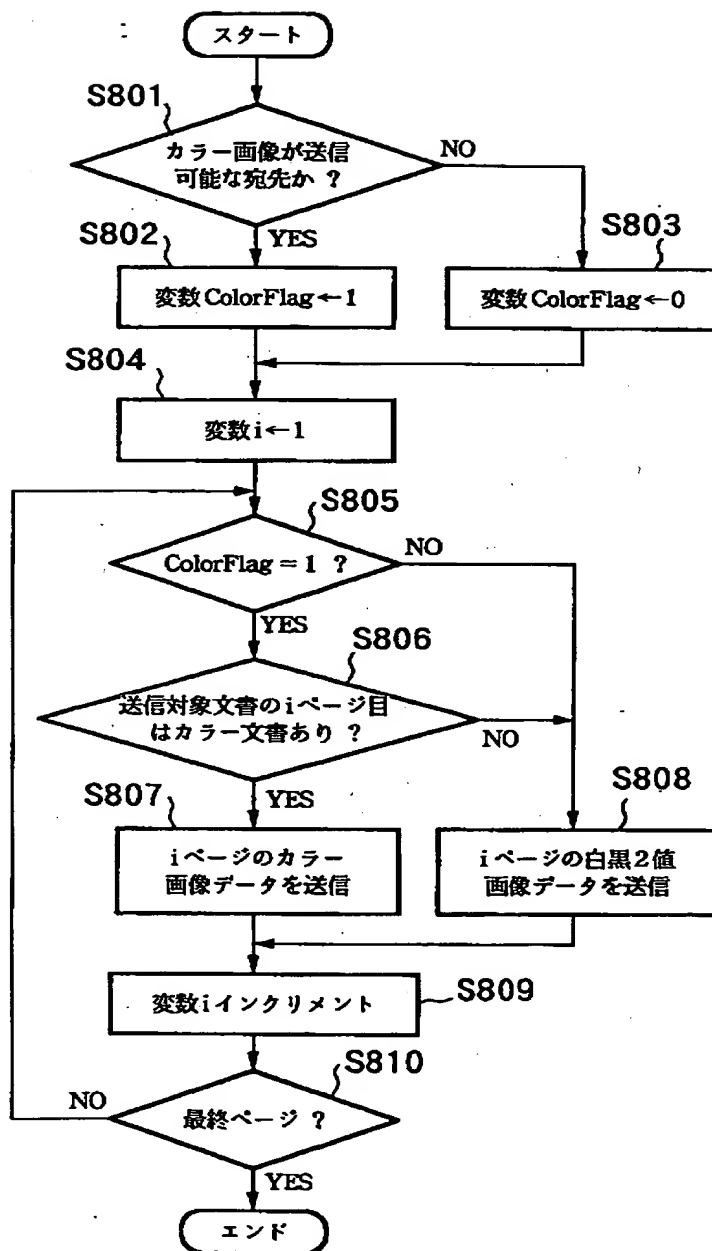 スタート
S801
カラー画像が送信
可能な宛先か ?
NO
YES
S802
変数ColorFlag←1
S803
変数ColorFlag←0
S804
変数i←1
S805
ColorFlag = 1 ?
NO
YES
S806
送信対象文書のiページ目
はカラー文書あり ?
NO
YES
S807
iページのカラー
画像データを送信
S808
iページの白黒2値
画像データを送信
変数iインクリメント
S809
S810
NO
最終ページ ?
YES
エンド